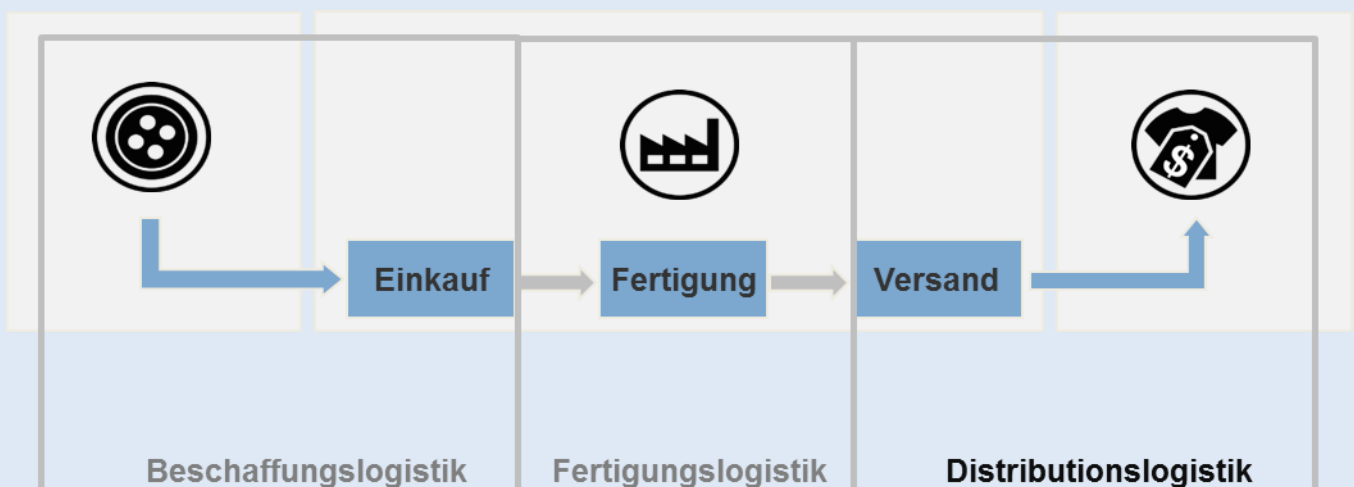 Einkauf
Fertigung
Versand
$
Beschaffungslogistik
Fertigungslogistik
Distributionslogistik